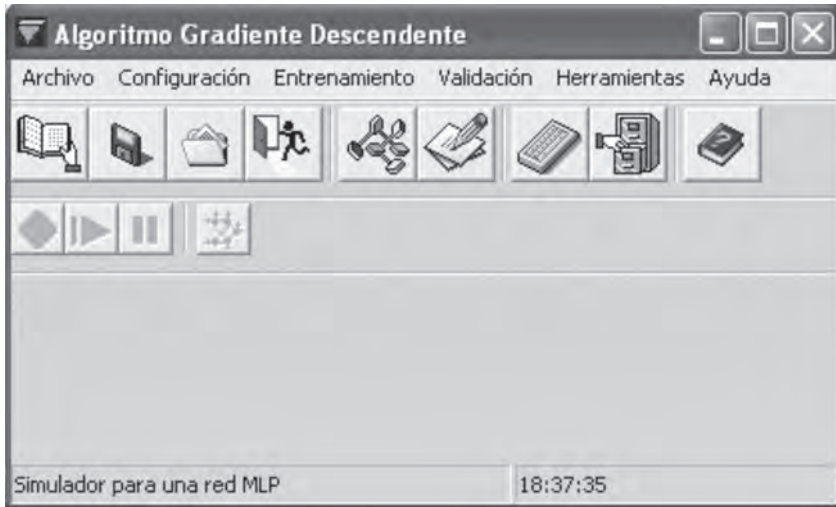 Algoritmo Gradiente Descendente
Archivo Configuración Entrenamiento Validación Herramientas Ayuda
Simulador para una red MLP 18:37:35